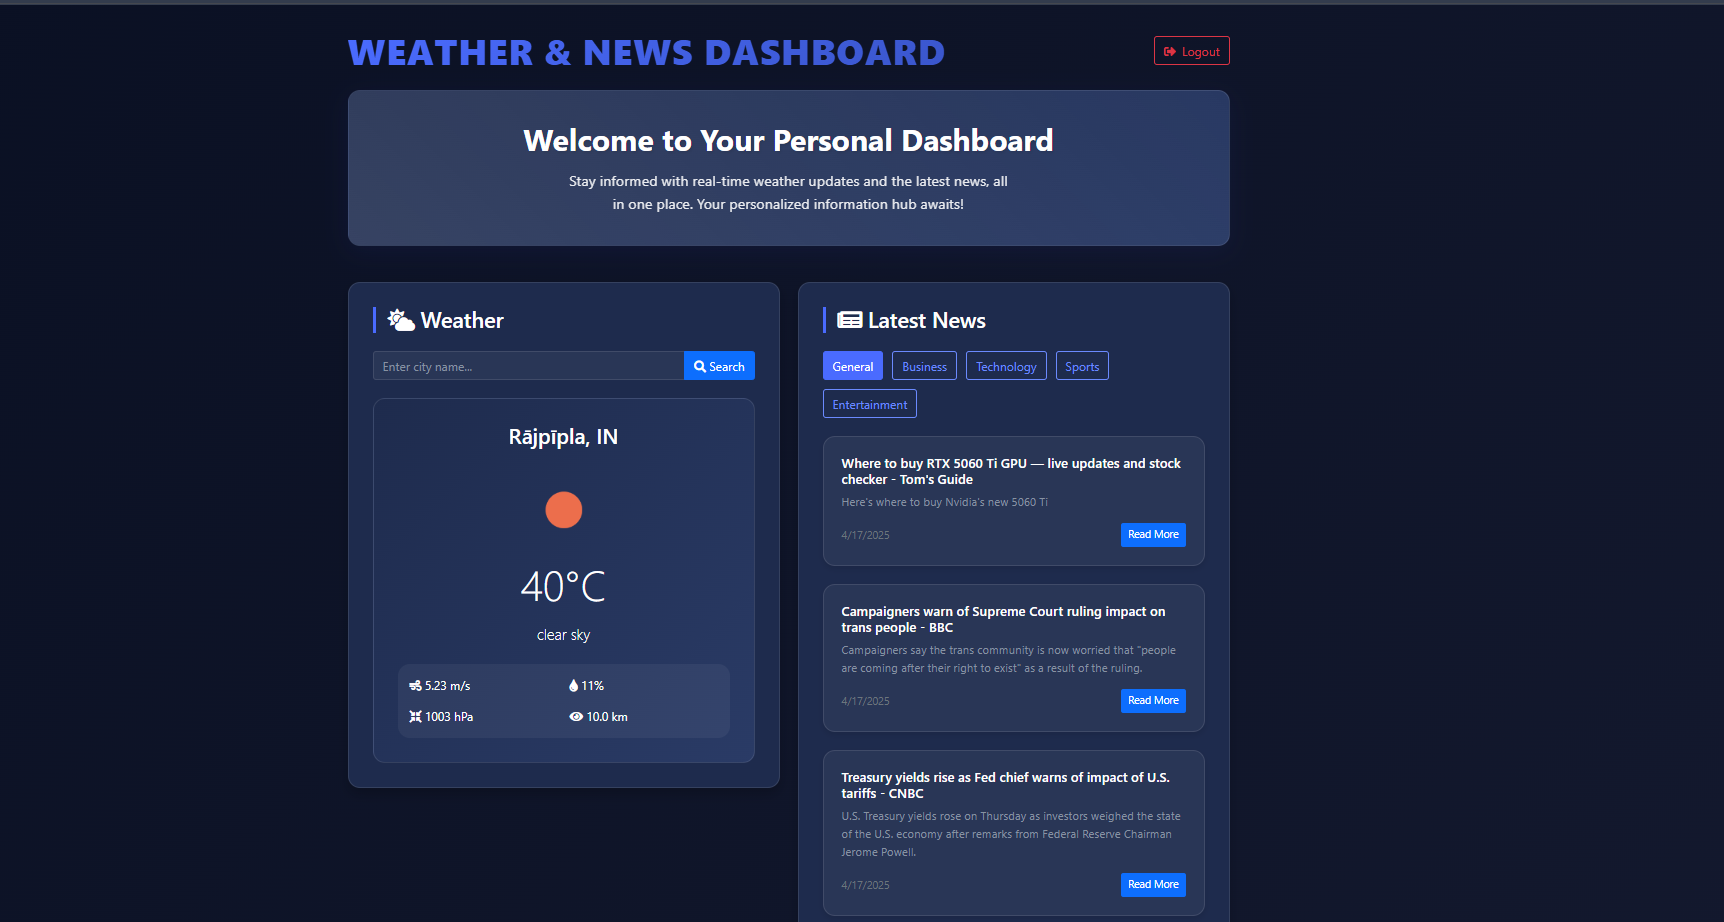 WEATHER & NEWS DASHBOARD
Logout
Welcome to Your Personal Dashboard
Stay informed with real-time weather updates and the latest news, all
in one place. Your personalized information hub awaits!
Weather
Enter city name...
Search
Rājpīpla, IN
40°C
clear sky
5.23 m/s
11%
1003 hPa
10.0 km
Latest News
General
Business
Technology
Sports
Entertainment
Where to buy RTX 5060 Ti GPU — live updates and stock
checker - Tom's Guide
Here's where to buy Nvidia's new 5060 Ti
4/17/2025
Read More
Campaigners warn of Supreme Court ruling impact on
trans people - BBC
Campaigners say the trans community is now worried that "people
are coming after their right to exist" as a result of the ruling.
4/17/2025
Read More
Treasury yields rise as Fed chief warns of impact of U.S.
tariffs - CNBC
U.S. Treasury yields rose on Thursday as investors weighed the state
of the U.S. economy after remarks from Federal Reserve Chairman
Jerome Powell.
4/17/2025
Read More